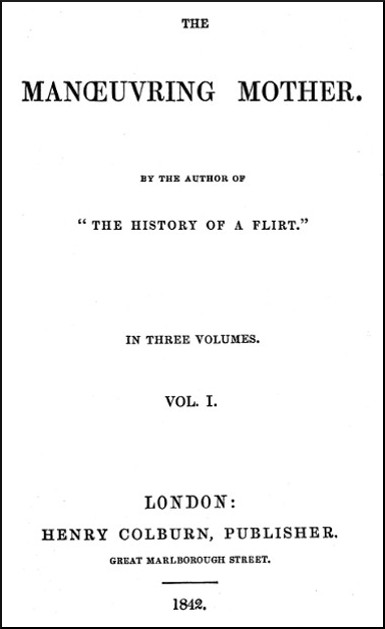 THE
MANŒUVRING MOTHER.
BY THE AUTHOR OF
“ THE HISTORY OF A FLIRT.”
IN THREE VOLUMES.
VOL. I.
LONDON:
HENRY COLBURN, PUBLISHER.
GREAT MARLBOROUGH STREET.
1842.